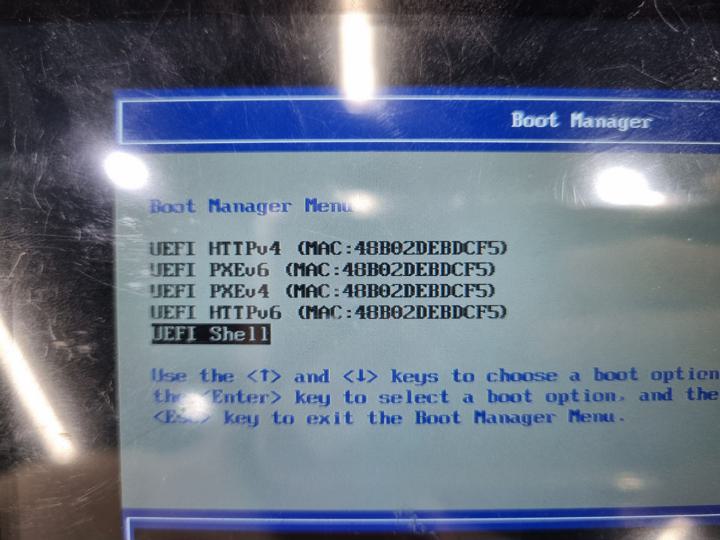 Boot Manager
Boot Manager Menu
UEFI HTTPv4 (MAC:48B02DEBDCF5)
UEFI PXEv6 (MAC:48B02DEBDCF5)
UEFI PXEv4 (MAC:48B02DEBDCF5)
UEFI HTTPv6 (MAC:48B02DEBDCF5)
UEFI Shell
Use the <↑> and <↓> keys to choose a boot option
the <Enter> key to select a boot option, and the
<Esc> key to exit the Boot Manager Menu.